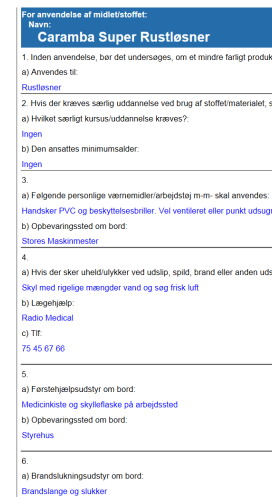 For anvendelse af midlet/stoffet:
Navn:
Caramba Super Rustløsner
1. Inden anvendelse, bør det undersøges, om et mindre farligt produk
a) Anvendes til:
Rustløsner
2. Hvis der kræves særlig uddannelse ved brug af stoffet/materialet, s
a) Hvilket særligt kursus/uddannelse kræves?:
Ingen
b) Den ansattes minimumsalder:
Ingen
3.
a) Følgende personlige værnemidler/arbejdstøj m-m- skal anvendes:
Handsker PVC og beskyttelsesbriller. Vel ventileret eller punkt udsug
b) Opbevaringssted om bord:
Stores Maskinmester
4.
a) Hvis der sker uheld/ulykker ved udslip, spild, brand eller anden uds
Skyl med rigelige mængder vand og søg frisk luft
b) Lægehjælp:
Radio Medical
c) Tlf:
75 45 67 66
5.
a) Førstehjælpsudstyr om bord:
Medicinkiste og skylleflaske på arbejdssted
b) Opbevaringssted om bord:
Styrehus
6.
a) Brandslukningsudstyr om bord:
Brandslange og slukker